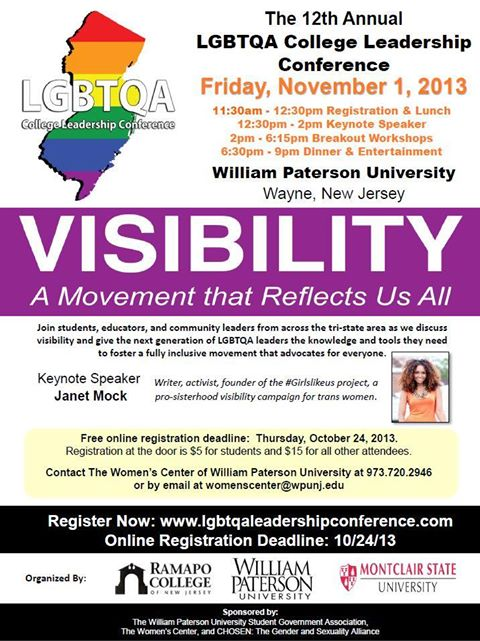 LGBTQA
College Leadership Conference
The 12th Annual
LGBTQA College Leadership
Conference
Friday, November 1, 2013
11:30am - 12:30pm Registration & Lunch
12:30pm - 2pm Keynote Speaker
2pm - 6:15pm Breakout Workshops
6:30pm - 9pm Dinner & Entertainment
William Paterson University
Wayne, New Jersey
VISIBILITY
A Movement that Reflects Us All
Join students, educators, and community leaders from across the tri-state area as we discuss
visibility and give the next generation of LGBTQA leaders the knowledge and tools they need
to foster a fully inclusive movement that advocates for everyone.
Keynote Speaker
Janet Mock
Writer, activist, founder of the #Girlslikeus project, a
pro-sisterhood visibility campaign for trans women.
Free online registration deadline: Thursday, October 24, 2013.
Registration at the door is $5 for students and $15 for all other attendees.
Contact The Women's Center of William Paterson University at 973.720.2946
or by email at womenscenter@wpunj.edu
Register Now: www.lgbtqaleadershipconference.com
Online Registration Deadline: 10/24/13
Organized By:
RAMAPO
COLLEGE
OF NEW JERSEY
WILLIAM
PATERSON
UNIVERSITY
MONTCLAIR STATE
UNIVERSITY
Sponsored by:
The William Paterson University Student Government Association,
The Women's Center, and CHOSEN: The Gender and Sexuality Alliance